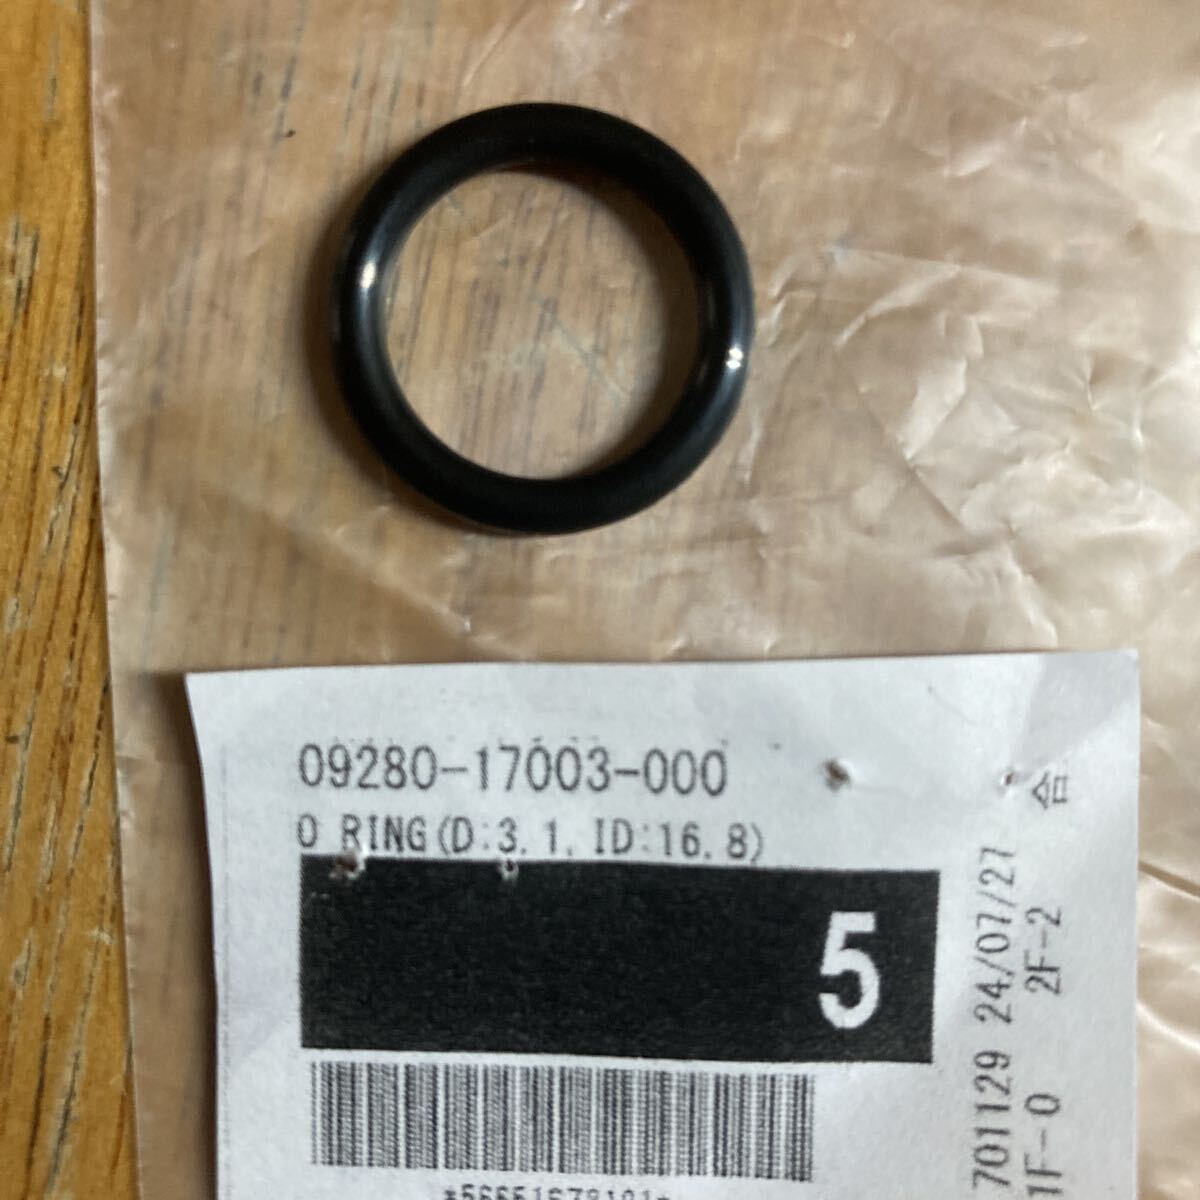 09280-17003-000
O RING(D:3.1, ID:16.8)
5
701129 24/07/27
1F-0 2F-2